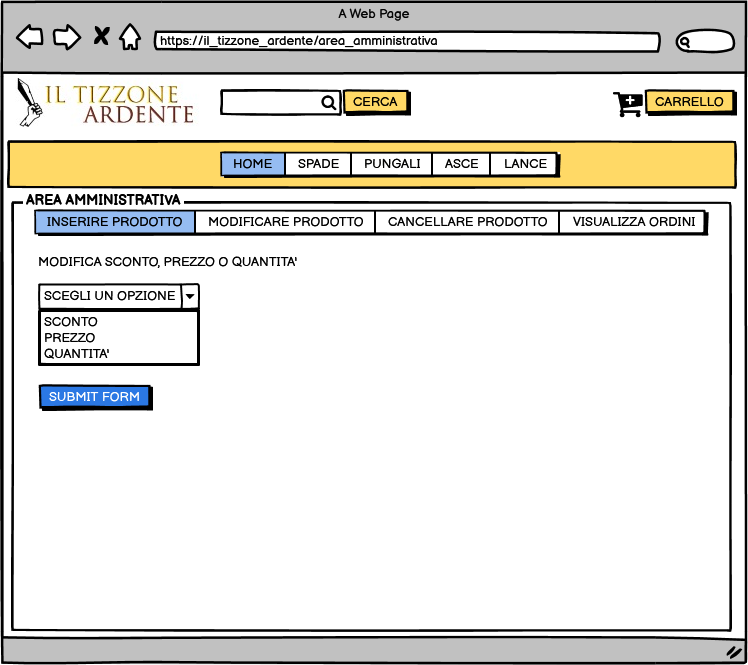 A Web Page
https://il_tizzone_ardente/area_amministrativa
IL TIZZONE
ARDENTE
CERCA
CARRELLO
HOME SPADE PUNGALI ASCE LANCE
AREA AMMINISTRATIVA
INSERIRE PRODOTTO MODIFICARE PRODOTTO CANCELLARE PRODOTTO VISUALIZZA ORDINI
MODIFICA SCONTO, PREZZO O QUANTITA'
SCEGLI UN OPZIONE
SCONTO
PREZZO
QUANTITA'
SUBMIT FORM